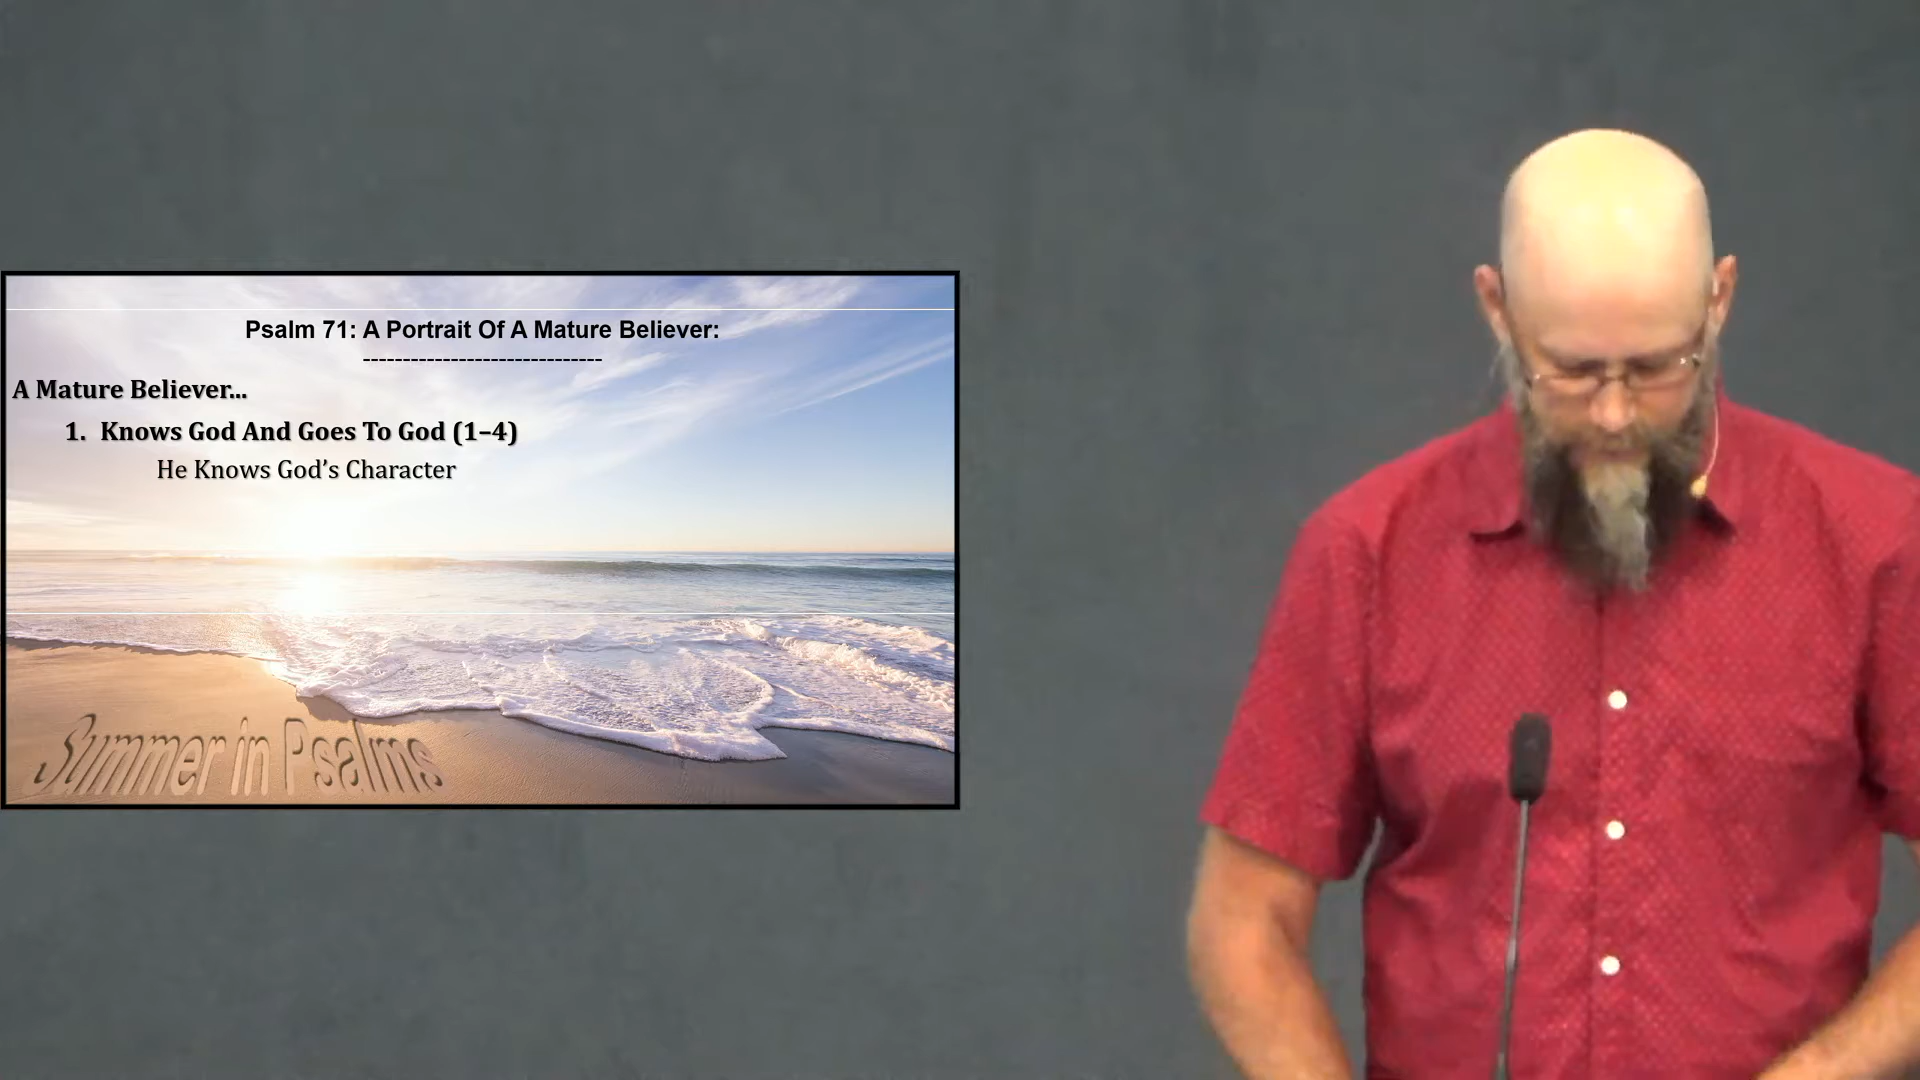 Psalm 71: A Portrait Of A Mature Believer:
------------------------------
A Mature Believer...
1. Knows God And Goes To God (1–4)
He Knows God’s Character
Summer in Psalms